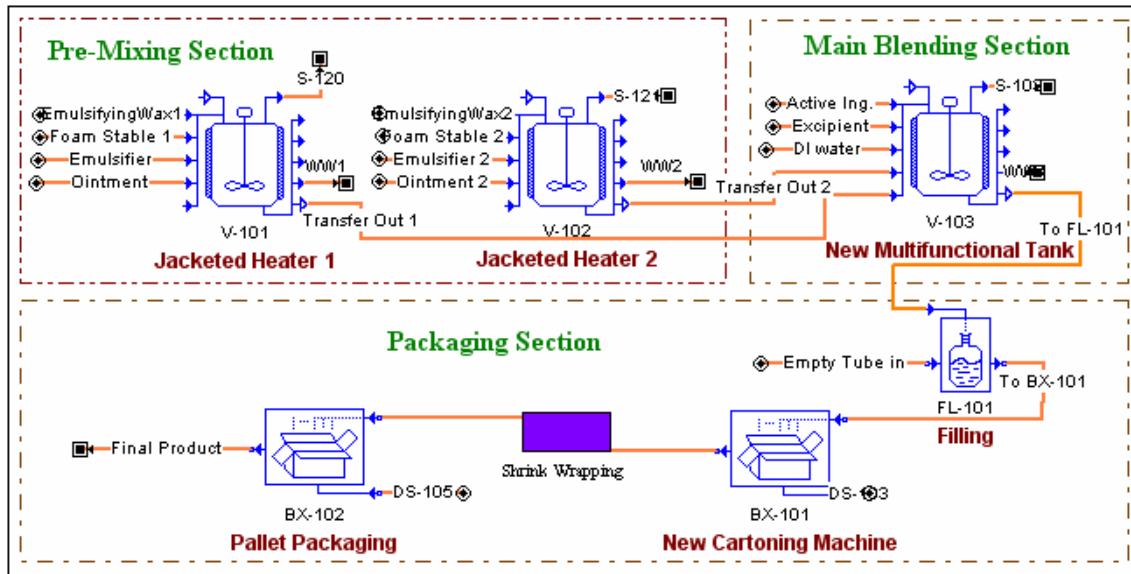 Pre-Mixing Section
S-120
EmulsifyingWax1
Foam Stable 1
Emulsifier
Ointment
WW1
Transfer Out 1
V-101
Jacketed Heater 1
S-121
EmulsifyingWax2
Foam Stable 2
Emulsifier 2
Ointment 2
WW2
Transfer Out 2
V-102
Jacketed Heater 2
Main Blending Section
Active Ing.
Excipient
DI water
V-103
To FL-101
New Multifunctional Tank
Packaging Section
Empty Tube in
To BX-101
FL-101
Filling
Final Product
Shrink Wrapping
DS-105
BX-102
BX-101
Pallet Packaging
New Cartoning Machine